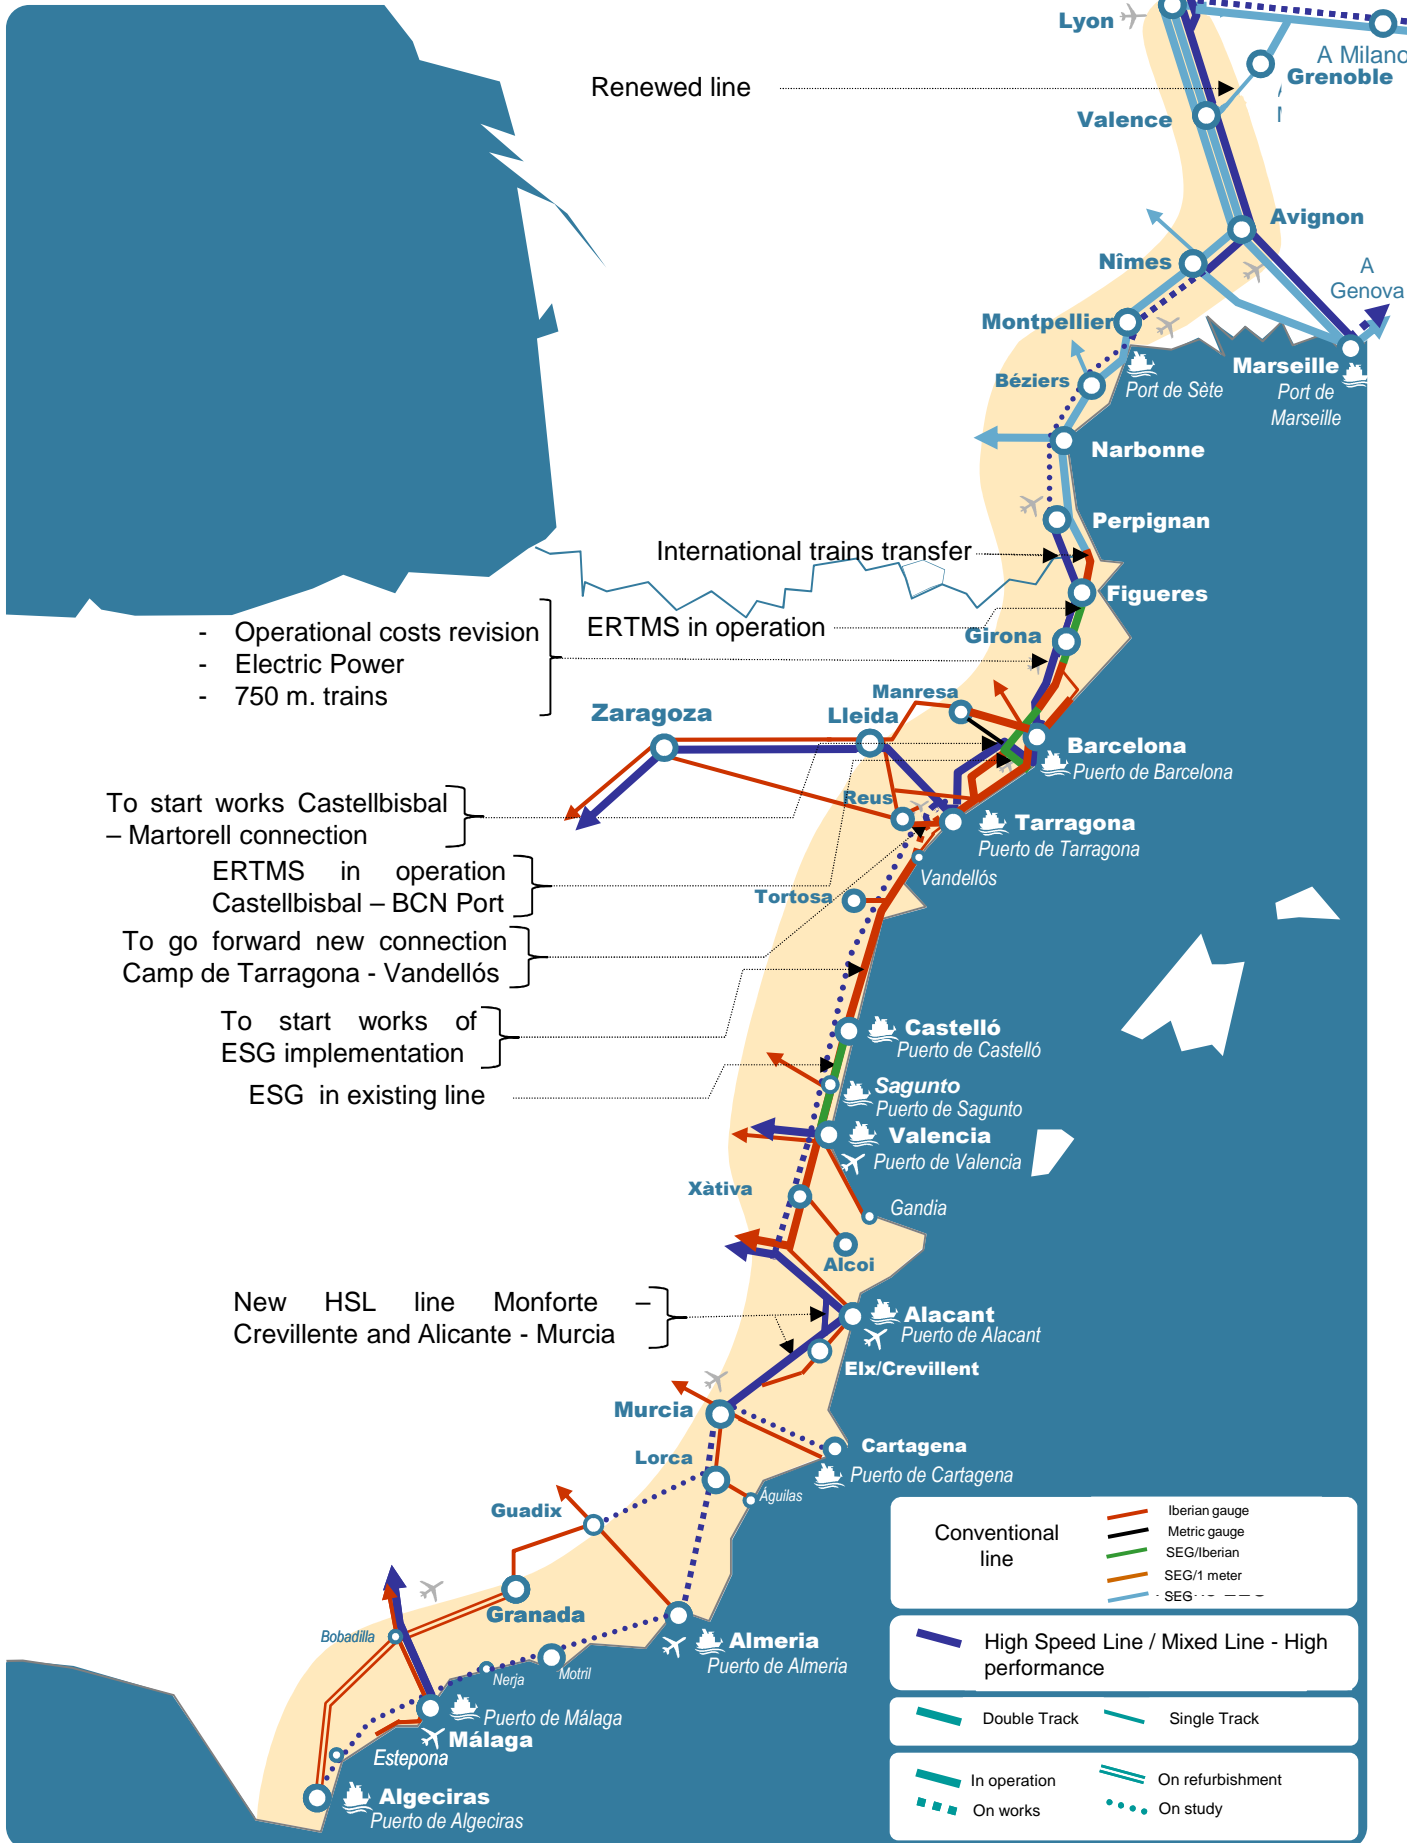 Lyon
A Milano
Grenoble
Renewed line
Valence
Avignon
Nîmes
A
Genova
Montpellier
Marseille
Port de
Marseille
Béziers
Port de Sète
Narbonne
Perpignan
International trains transfer
Figueres
- Operational costs revision
- Electric Power
- 750 m. trains
ERTMS in operation
Girona
Manresa
Zaragoza
Lleida
Barcelona
Puerto de Barcelona
To start works Castellbisbal
– Martorell connection
Reus
Tarragona
Puerto de Tarragona
Vandellós
ERTMS in operation
Castellbisbal – BCN Port
Tortosa
To go forward new connection
Camp de Tarragona - Vandellós
To start works of
ESG implementation
Castelló
Puerto de Castelló
ESG in existing line
Sagunto
Puerto de Sagunto
Valencia
Puerto de Valencia
Xàtiva
Gandia
Alcoi
New HSL line Monforte –
Crevillente and Alicante - Murcia
Alacant
Puerto de Alacant
Elx/Crevillent
Murcia
Cartagena
Puerto de Cartagena
Lorca
Águilas
Guadix
Granada
Bobadilla
Almeria
Puerto de Almeria
Motril
Nerja
Puerto de Málaga
Málaga
Estepona
Algeciras
Puerto de Algeciras
Conventional
line
Iberian gauge
Metric gauge
SEG/Iberian
SEG/1 meter
SEG
High Speed Line / Mixed Line - High
performance
Double Track
Single Track
In operation
On refurbishment
On works
On study